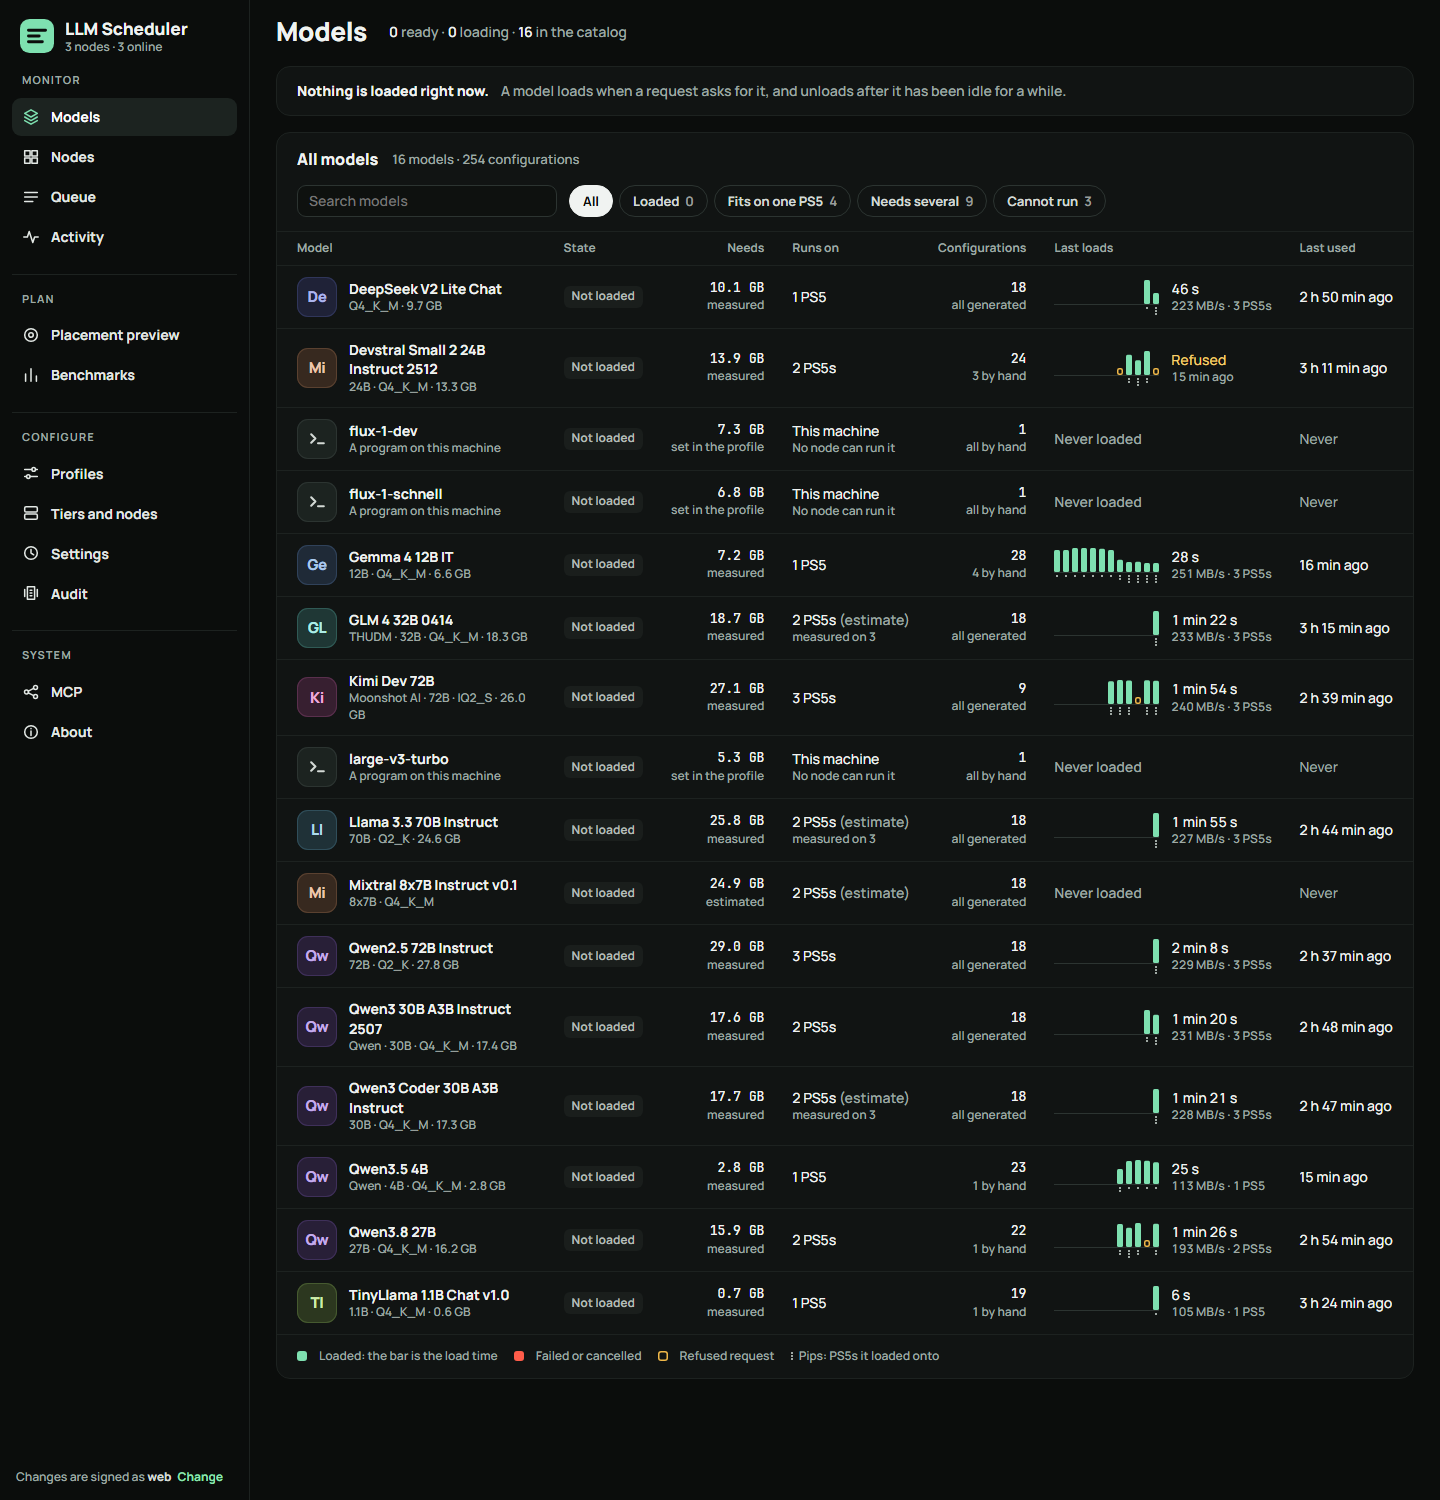 LLM Scheduler
3 nodes · 3 online
MONITOR
Models
Nodes
Queue
Activity
PLAN
Placement preview
Benchmarks
CONFIGURE
Profiles
Tiers and nodes
Settings
Audit
SYSTEM
MCP
About
Changes are signed as web Change
Models 0 ready · 0 loading · 16 in the catalog
Nothing is loaded right now. A model loads when a request asks for it, and unloads after it has been idle for a while.
All models 16 models · 254 configurations
Search models All Loaded 0 Fits on one PS5 4 Needs several 9 Cannot run 3
Model State Needs Runs on Configurations Last loads Last used
De DeepSeek V2 Lite Chat Not loaded 10.1 GB 1 PS5 18 46 s 2 h 50 min ago
Q4_K_M · 9.7 GB measured all generated 223 MB/s · 3 PS5s
Mi Devstral Small 2 24B Not loaded 13.9 GB 2 PS5s 24 Refused 3 h 11 min ago
Instruct 2512 measured 3 by hand 15 min ago
24B · Q4_K_M · 13.3 GB
flux-1-dev Not loaded 7.3 GB This machine 1 Never loaded Never
A program on this machine set in the profile No node can run it all by hand
flux-1-schnell Not loaded 6.8 GB This machine 1 Never loaded Never
A program on this machine set in the profile No node can run it all by hand
Ge Gemma 4 12B IT Not loaded 7.2 GB 1 PS5 28 28 s 16 min ago
12B · Q4_K_M · 6.6 GB measured 4 by hand 251 MB/s · 3 PS5s
GL GLM 4 32B 0414 Not loaded 18.7 GB 2 PS5s (estimate) 18 1 min 22 s 3 h 15 min ago
THUDM · 32B · Q4_K_M · 18.3 GB measured measured on 3 all generated 233 MB/s · 3 PS5s
Ki Kimi Dev 72B Not loaded 27.1 GB 3 PS5s 9 1 min 54 s 2 h 39 min ago
Moonshot AI · 72B · IQ2_S · 26.0 measured all generated 240 MB/s · 3 PS5s
GB
large-v3-turbo Not loaded 5.3 GB This machine 1 Never loaded Never
A program on this machine set in the profile No node can run it all by hand
Ll Llama 3.3 70B Instruct Not loaded 25.8 GB 2 PS5s (estimate) 18 1 min 55 s 2 h 44 min ago
70B · Q2_K · 24.6 GB measured measured on 3 all generated 227 MB/s · 3 PS5s
Mi Mixtral 8x7B Instruct v0.1 Not loaded 24.9 GB 2 PS5s (estimate) 18 Never loaded Never
8x7B · Q4_K_M estimated all generated
Qw Qwen2.5 72B Instruct Not loaded 29.0 GB 3 PS5s 18 2 min 8 s 2 h 37 min ago
72B · Q2_K · 27.8 GB measured all generated 229 MB/s · 3 PS5s
Qw Qwen3 30B A3B Instruct Not loaded 17.6 GB 2 PS5s 18 1 min 20 s 2 h 48 min ago
2507 measured all generated 231 MB/s · 3 PS5s
Qwen · 30B · Q4_K_M · 17.4 GB
Qw Qwen3 Coder 30B A3B Not loaded 17.7 GB 2 PS5s (estimate) 18 1 min 21 s 2 h 47 min ago
Instruct measured measured on 3 all generated 228 MB/s · 3 PS5s
30B · Q4_K_M · 17.3 GB
Qw Qwen3.5 4B Not loaded 2.8 GB 1 PS5 23 25 s 15 min ago
Qwen · 4B · Q4_K_M · 2.8 GB measured 1 by hand 113 MB/s · 1 PS5
Qw Qwen3.8 27B Not loaded 15.9 GB 2 PS5s 22 1 min 26 s 2 h 54 min ago
27B · Q4_K_M · 16.2 GB measured 1 by hand 193 MB/s · 2 PS5s
TI TinyLlama 1.1B Chat v1.0 Not loaded 0.7 GB 1 PS5 19 6 s 3 h 24 min ago
1.1B · Q4_K_M · 0.6 GB measured 1 by hand 105 MB/s · 1 PS5
Loaded: the bar is the load time Failed or cancelled Refused request Pips: PS5s it loaded onto